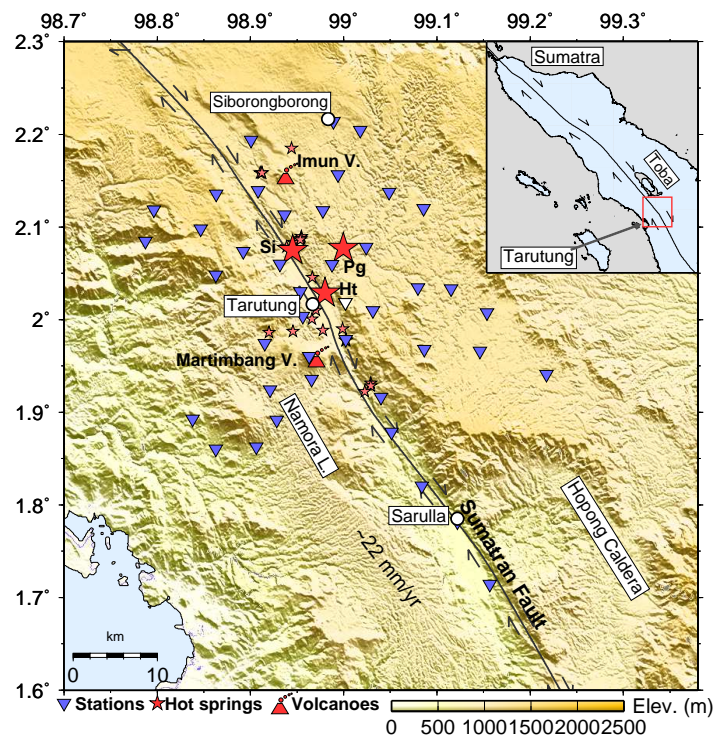 98.7˚ 98.8˚ 98.9˚ 99˚ 99.1˚ 99.2˚ 99.3˚
2.3˚
2.2˚
2.1˚
2˚
1.9˚
1.8˚
1.7˚
1.6˚
Sumatra
Toba
Tarutung
Siborongborong
Imun V.
Si
Pg
Ht
Tarutung
Martimbang V.
Namora L.
Sarulla
Sumatran Fault
Hopong Caldera
~22 mm/yr
km
0 10
Stations Hot springs Volcanoes
Elev. (m)
0 500 1000 1500 2000 2500